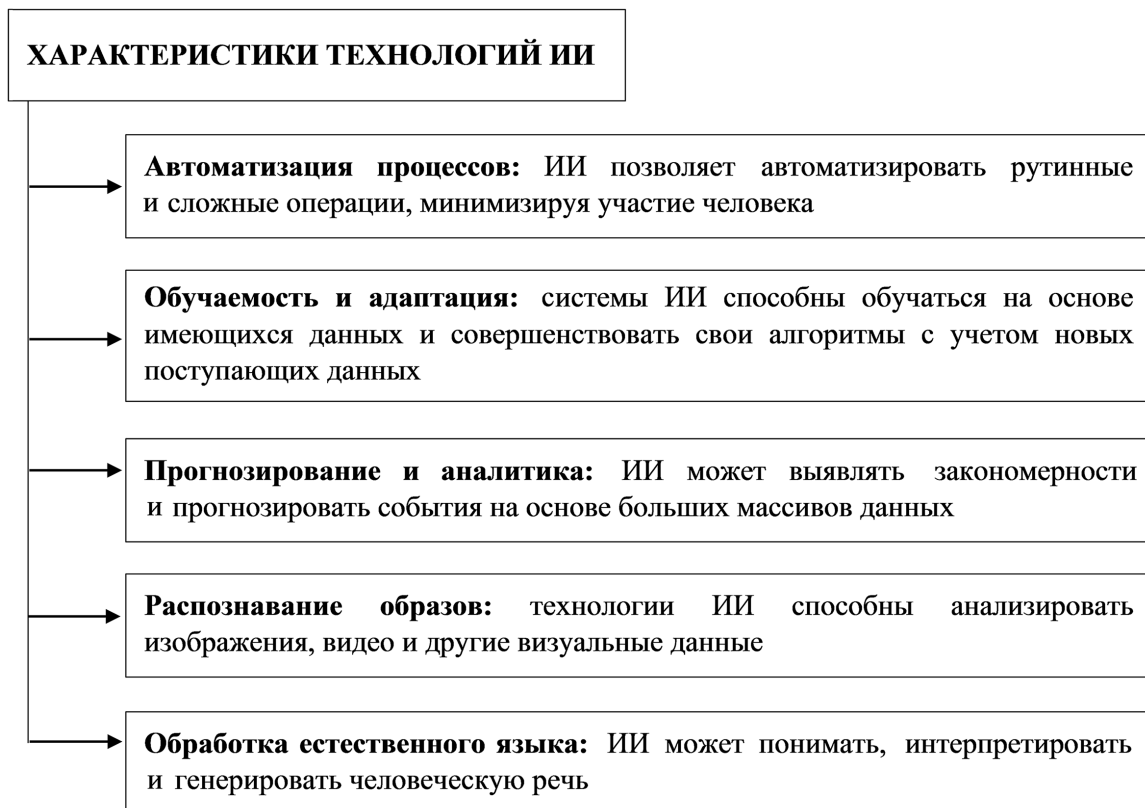 ХАРАКТЕРИСТИКИ ТЕХНОЛОГИЙ ИИ
Автоматизация процессов: ИИ позволяет автоматизировать рутинные
и сложные операции, минимизируя участие человека
Обучаемость и адаптация: системы ИИ способны обучаться на основе
имеющихся данных и совершенствовать свои алгоритмы с учетом новых
поступающих данных
Прогнозирование и аналитика: ИИ может выявлять закономерности
и прогнозировать события на основе больших массивов данных
Распознавание образов: технологии ИИ способны анализировать
изображения, видео и другие визуальные данные
Обработка естественного языка: ИИ может понимать, интерпретировать
и генерировать человеческую речь